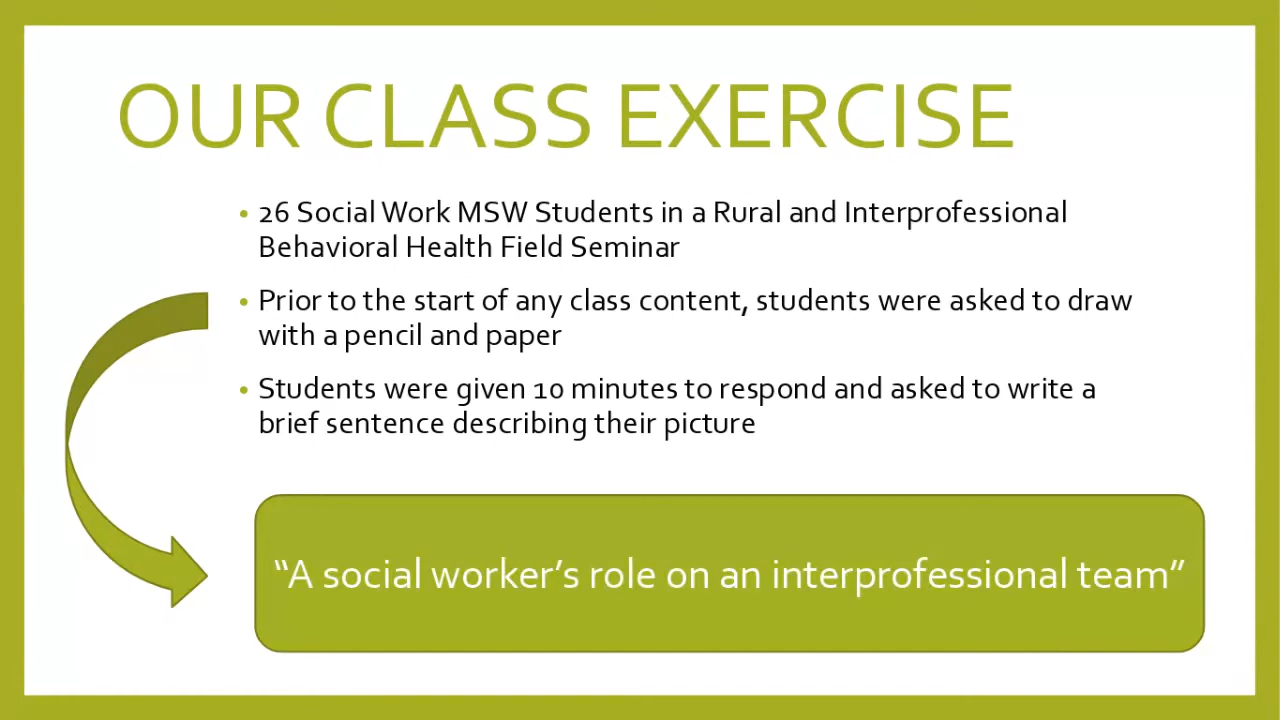 OUR CLASS EXERCISE
• 26 Social Work MSW Students in a Rural and Interprofessional
Behavioral Health Field Seminar
• Prior to the start of any class content, students were asked to draw
with a pencil and paper
• Students were given 10 minutes to respond and asked to write a
brief sentence describing their picture
“A social worker’s role on an interprofessional team”